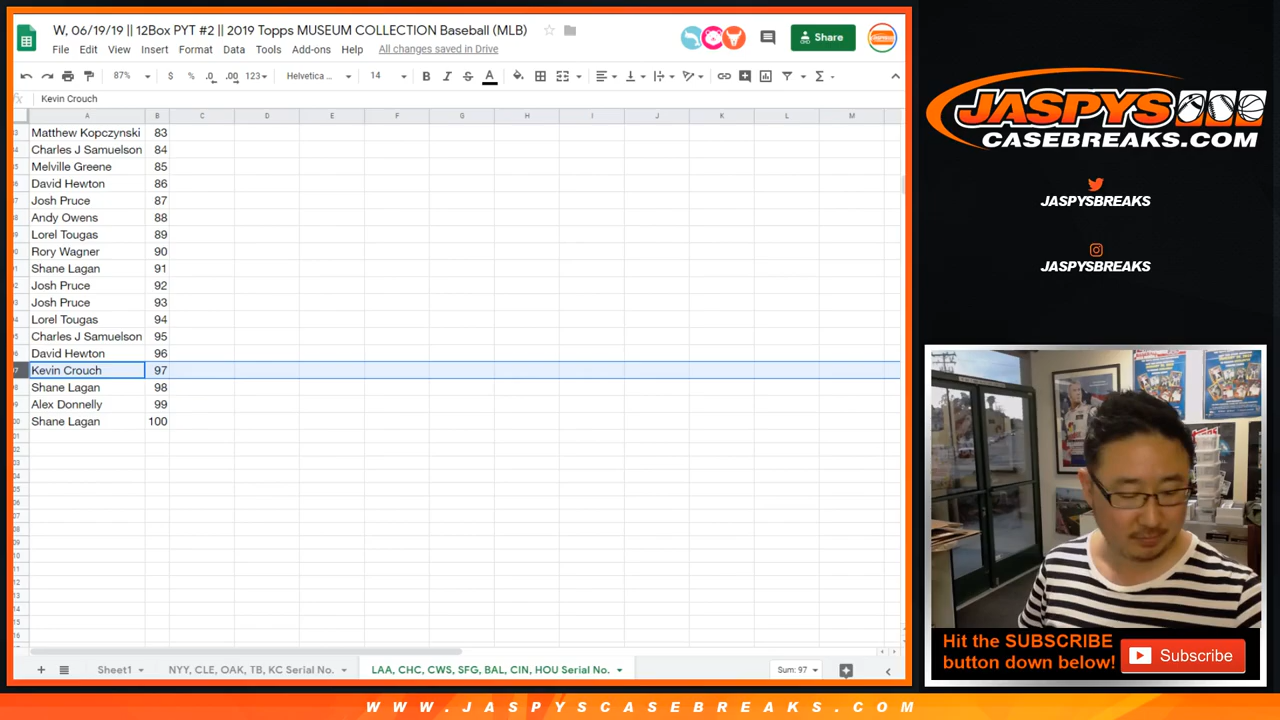 W, 06/19/19 || 12Box PYT #2 || 2019 Topps MUSEUM COLLECTION Baseball (MLB)
File Edit View Insert Format Data Tools Add-ons Help All changes saved in Drive
Share
87% $ % .0 .00 123 Helvetica ... 14 B I S A
Kevin Crouch
A B C D E F G H I J K L M
Matthew Kopczynski 83
Charles J Samuelson 84
Melville Greene 85
David Hewton 86
Josh Pruce 87
Andy Owens 88
Lorel Tougas 89
Rory Wagner 90
Shane Lagan 91
Josh Pruce 92
Josh Pruce 93
Lorel Tougas 94
Charles J Samuelson 95
David Hewton 96
Kevin Crouch 97
Shane Lagan 98
Alex Donnelly 99
Shane Lagan 100
Sheet1 NYY, CLE, OAK, TB, KC Serial No. LAA, CHC, CWS, SFG, BAL, CIN, HOU Serial No. Sum: 97
JASPYS
CASEBREAKS.COM
JASPYSBREAKS
JASPYSBREAKS
Hit the SUBSCRIBE
button down below!
Subscribe
WWW.JASPYSCASEBREAKS.COM